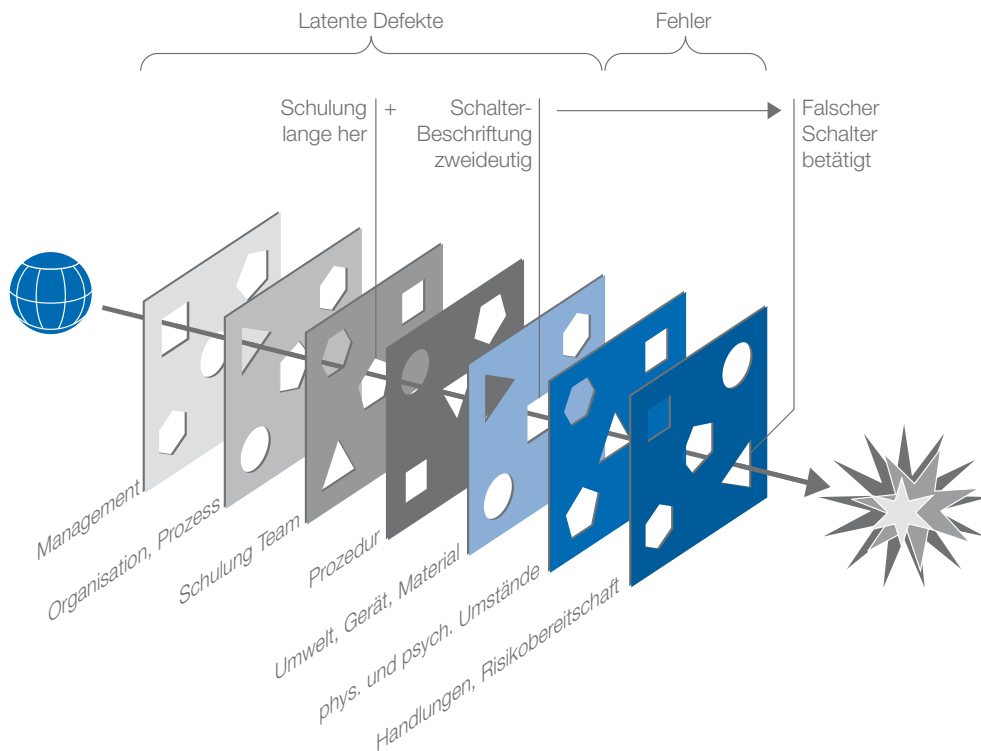 Latente Defekte
Fehler
Schulung
lange her
+
Schalter-
Beschriftung
zweideutig
Falscher
Schalter
betätigt
Management
Organisation, Prozess
Schulung Team
Prozedur
Umwelt, Gerät, Material
phys. und psych. Umstände
Handlungen, Risikobereitschaft